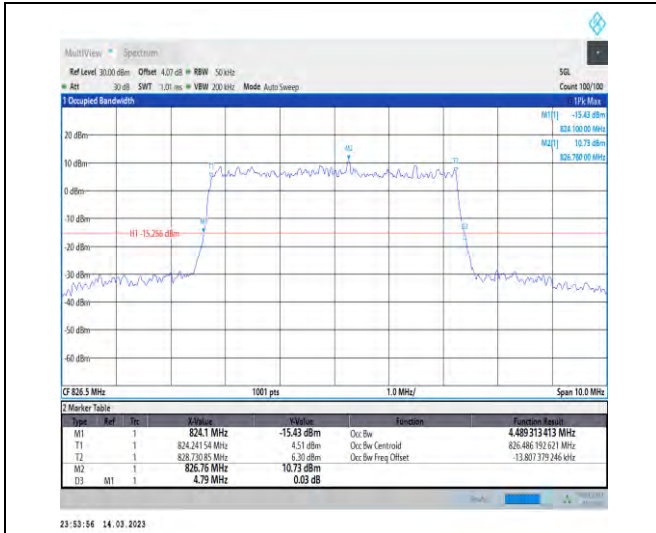 MultiView Spectrum
Ref Level 30.00 dBm Offset 4.07 dB RBW 50 kHz SGL
Att 30 dB SWT 1.01 ms VBW 200 kHz Mode Auto Sweep Count 100/100
1 Occupied Bandwidth 1Pk Max
M1[1] -15.43 dBm
824.100 00 MHz
M2[1] 10.73 dBm
826.760 00 MHz
20 dBm
M2
10 dBm
T1
0 dBm
-10 dBm
M1
H1 -15.256 dBm
-20 dBm
-30 dBm
-40 dBm
-50 dBm
-60 dBm
CF 826.5 MHz 1001 pts 1.0 MHz/ Span 10.0 MHz
2 Marker Table
Type Ref Trc X-Value Y-Value Function Function Result
M1 1 824.1 MHz -15.43 dBm Occ Bw 4.489 313 413 MHz
T1 1 824.241 54 MHz 4.51 dBm Occ Bw Centroid 826.486 192 621 MHz
T2 1 828.730 85 MHz 6.30 dBm Occ Bw Freq Offset -13.807 379 246 kHz
M2 1 826.76 MHz 10.73 dBm
D3 M1 1 4.79 MHz 0.03 dB
23:53:56 14.03.2023